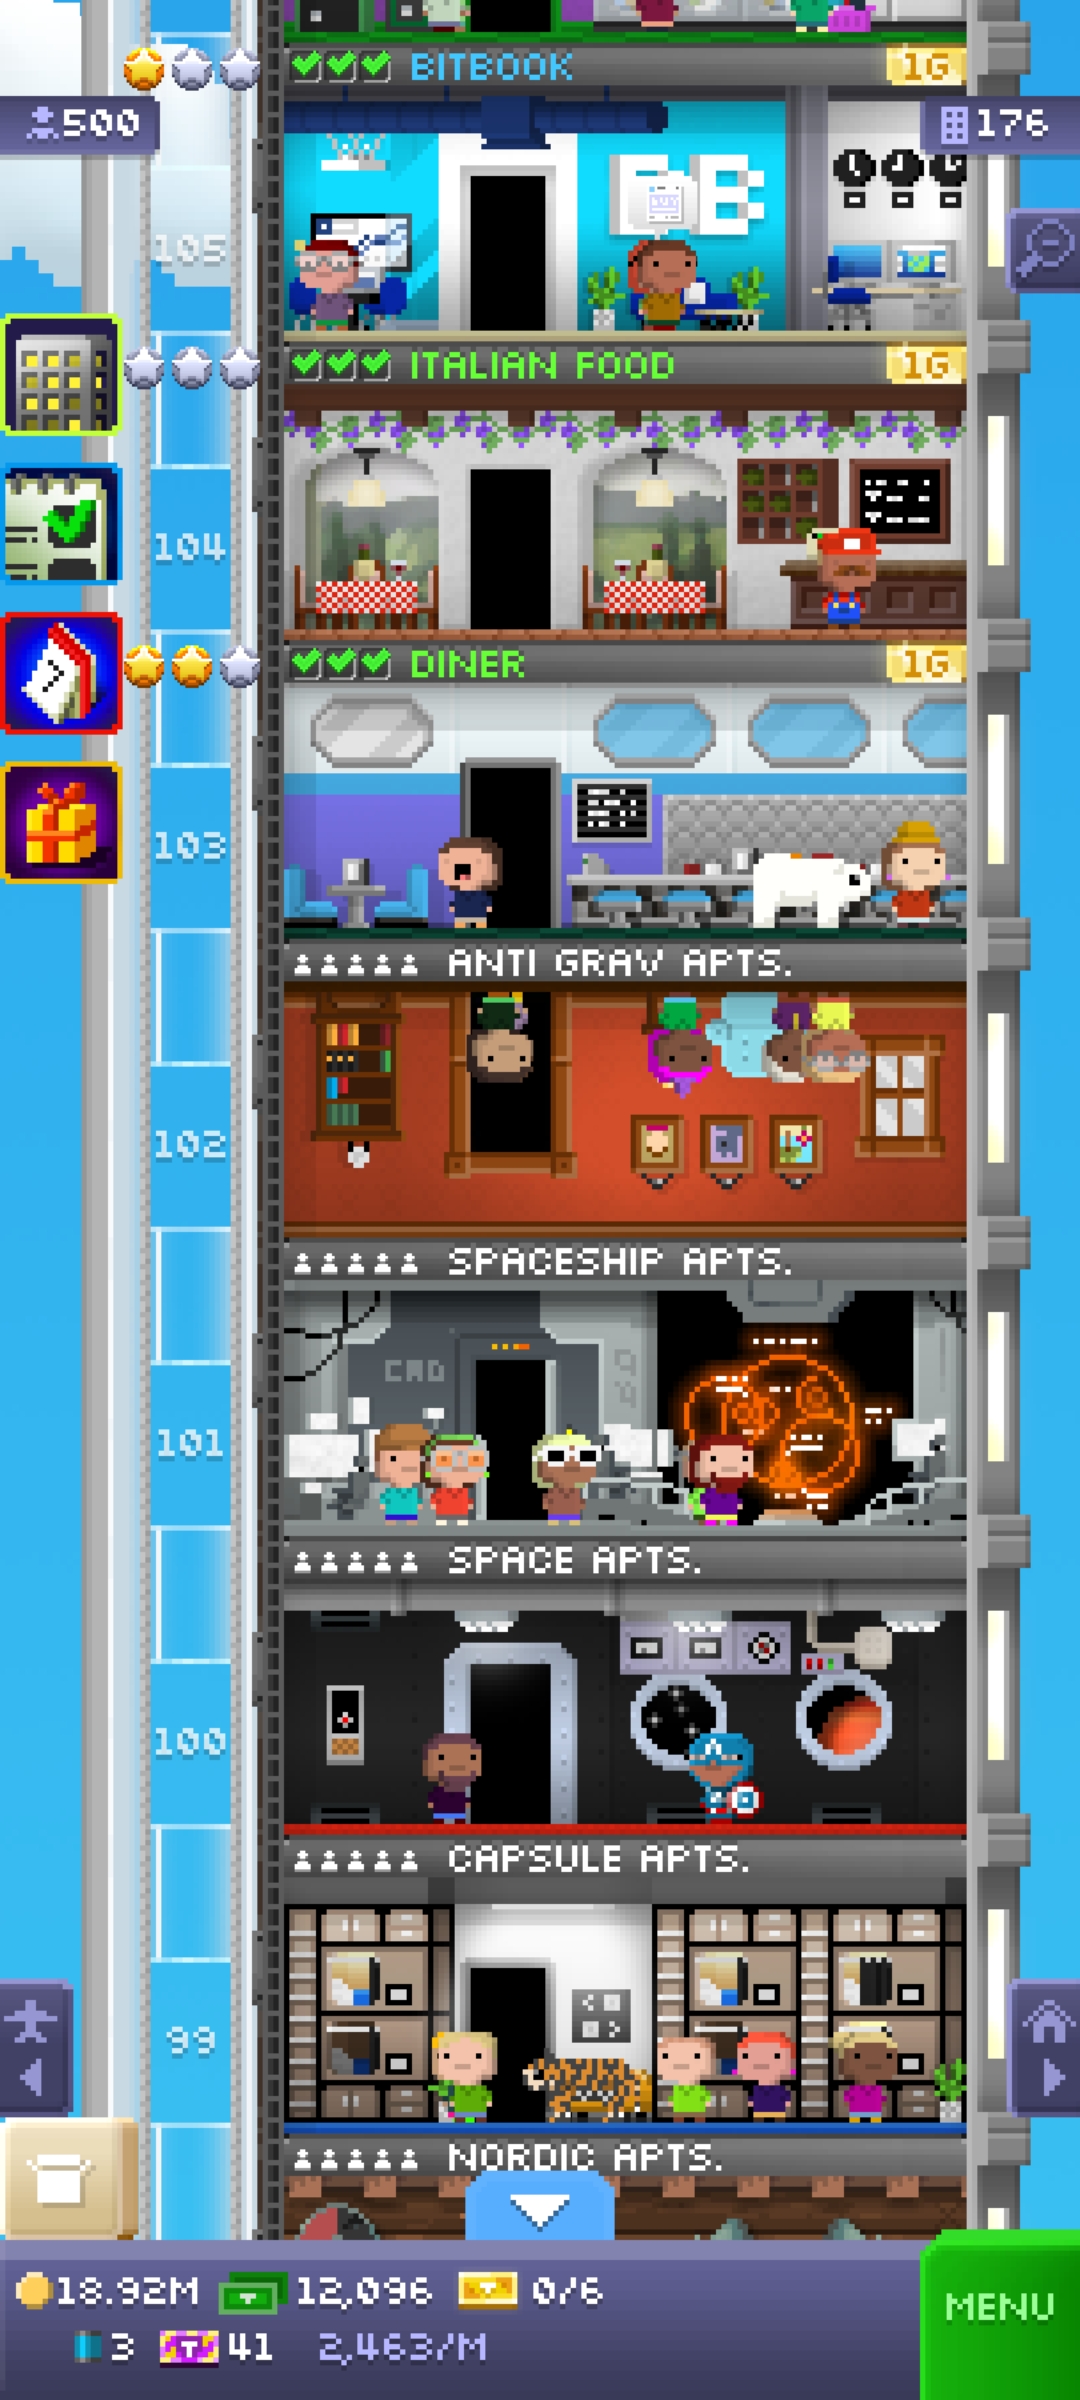 BITBOOK 1G
500
176
BUY
B
105
ITALIAN FOOD 1G
104
DINER 1G
103
ANTI GRAV APTS.
102
SPACESHIP APTS.
CMD
101
SPACE APTS.
100
CAPSULE APTS.
99
NORDIC APTS.
18.92M 12,096 0/6
3 T 41 2,463/M
MENU